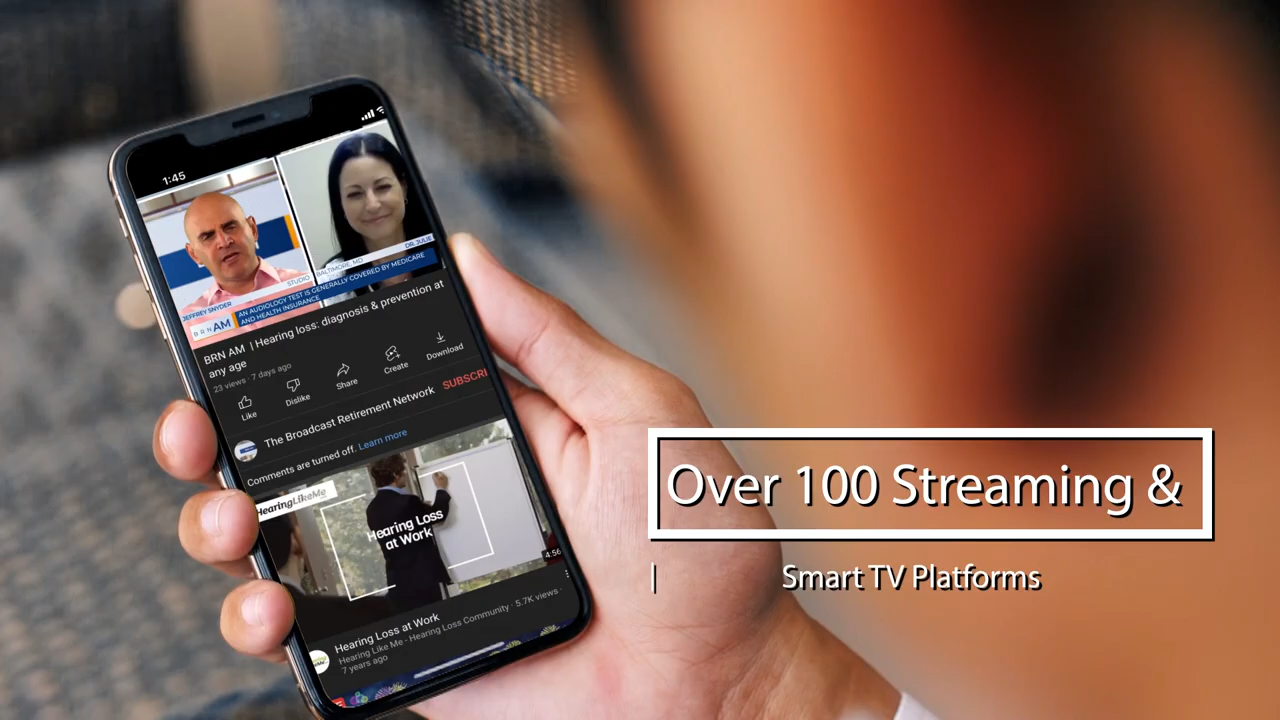 1:45
JEFFREY SNYDER
STUDIO
BALTIMORE, MD
DR. JULIE
BRN AM
AN AUDIOLOGY TEST IS GENERALLY COVERED BY MEDICARE
AND HEALTH INSURANCE
BRN AM | Hearing loss: diagnosis & prevention at
any age
23 views · 7 days ago
Like
Dislike
Share
Create
Download
The Broadcast Retirement Network
SUBSCRI
Comments are turned off. Learn more
HearingLikeMe
Hearing Loss
at Work
4:56
Hearing Loss at Work
Hearing Like Me - Hearing Loss Community · 5.7K views ·
7 years ago
Over 100 Streaming &
| Smart TV Platforms